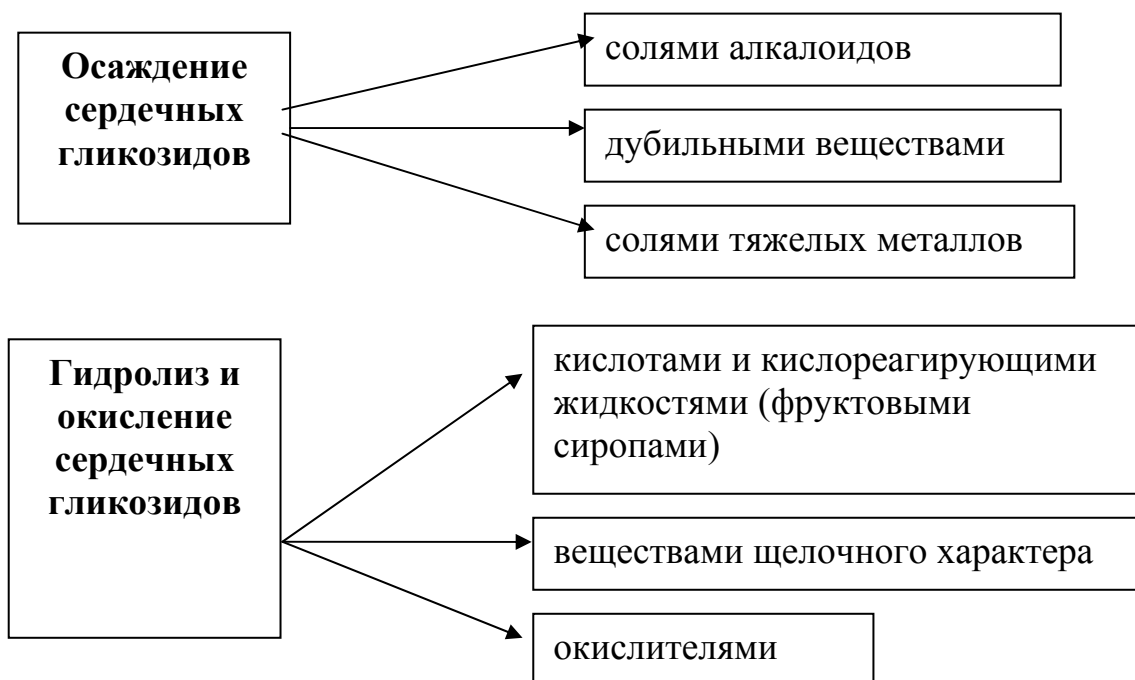 Осаждение
сердечных
гликозидов
солями алкалоидов
дубильными веществами
солями тяжелых металлов
Гидролиз и
окисление
сердечных
гликозидов
кислотами и кислореагирующими
жидкостями (фруктовыми
сиропами)
веществами щелочного характера
окислителями